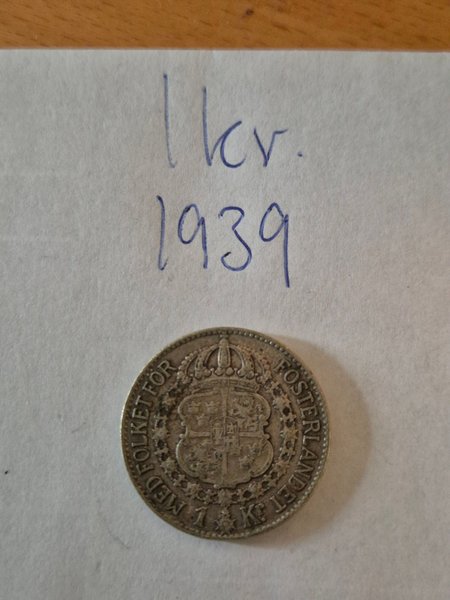 1 kr.
1939
MED FOLKET FÖR FOSTERLANDET
1 KR